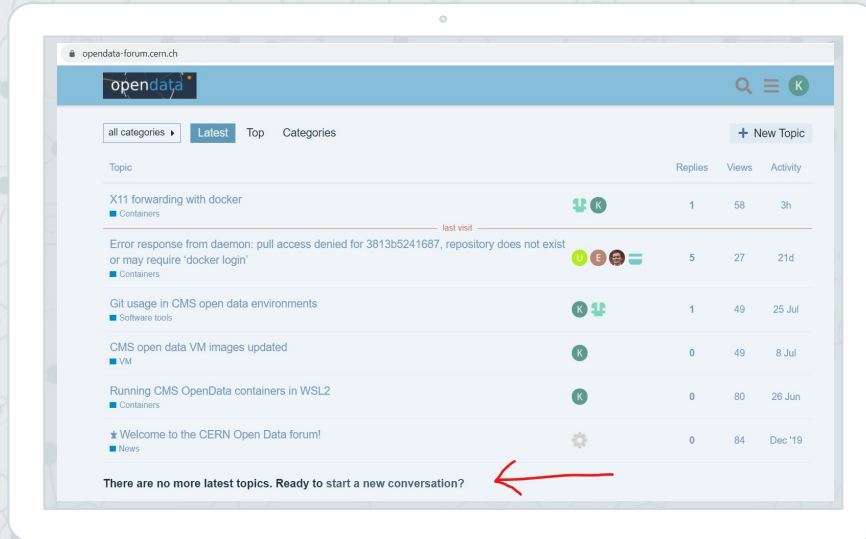 opendata-forum.cern.ch
opendata
K
all categories Latest Top Categories + New Topic
Topic Replies Views Activity
X11 forwarding with docker K 1 58 3h
Containers
last visit
Error response from daemon: pull access denied for 3813b5241687, repository does not exist
or may require ‘docker login’ U E 5 27 21d
Containers
Git usage in CMS open data environments K 1 49 25 Jul
Software tools
CMS open data VM images updated K 0 49 8 Jul
VM
Running CMS OpenData containers in WSL2 K 0 80 26 Jun
Containers
Welcome to the CERN Open Data forum! 0 84 Dec '19
News
There are no more latest topics. Ready to start a new conversation?